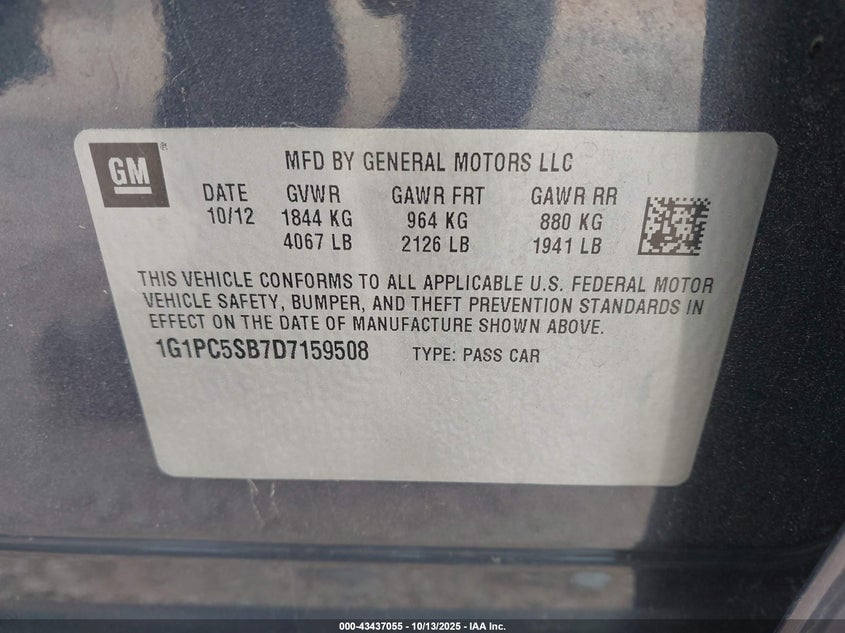 GM ®
MFD BY GENERAL MOTORS LLC
DATE GVWR GAWR FRT GAWR RR
10/12 1844 KG 964 KG 880 KG
4067 LB 2126 LB 1941 LB
THIS VEHICLE CONFORMS TO ALL APPLICABLE U.S. FEDERAL MOTOR
VEHICLE SAFETY, BUMPER, AND THEFT PREVENTION STANDARDS IN
EFFECT ON THE DATE OF MANUFACTURE SHOWN ABOVE.
1G1PC5SB7D7159508 TYPE: PASS CAR
000-43437055 - 10/13/2025 - IAA Inc.